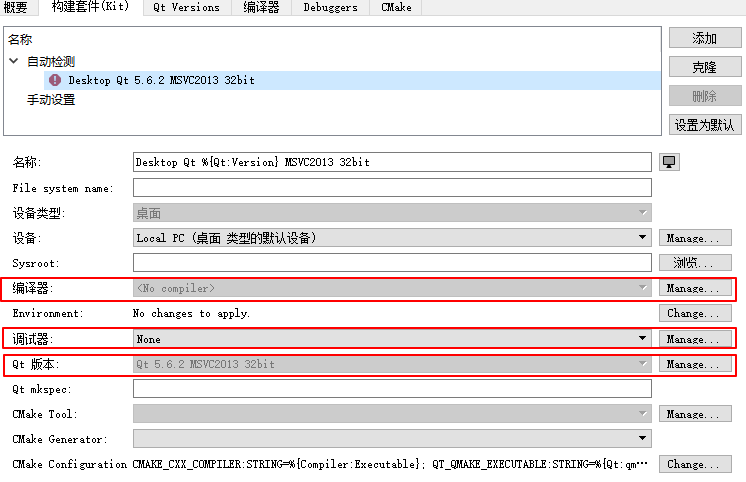 概要 构建套件(Kit) Qt Versions 编译器 Debuggers CMake
名称
自动检测
Desktop Qt 5.6.2 MSVC2013 32bit
手动设置
添加
克隆
删除
设置为默认
名称: Desktop Qt %{Qt:Version} MSVC2013 32bit
File system name:
设备类型: 桌面
设备: Local PC (桌面 类型的默认设备) Manage...
Sysroot: 浏览...
编译器: <No compiler> Manage...
Environment: No changes to apply. Change...
调试器: None Manage...
Qt 版本: Qt 5.6.2 MSVC2013 32bit Manage...
Qt mkspec:
CMake Tool: Manage...
CMake Generator:
CMake Configuration CMAKE_CXX_COMPILER:STRING=%{Compiler:Executable}; QT_QMAKE_EXECUTABLE:STRING=%{Qt:qm… Change...